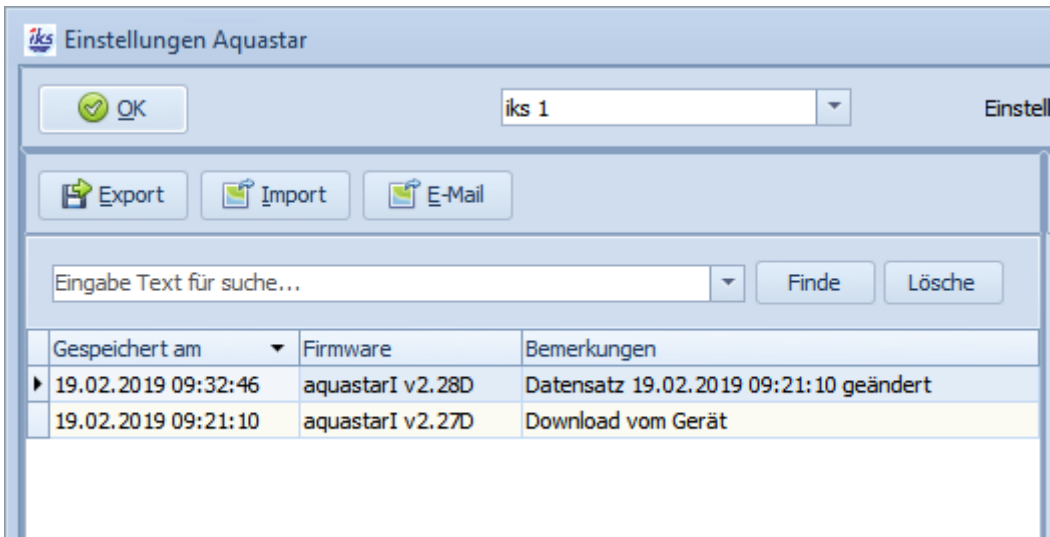 iks Einstellungen Aquastar
OK iks 1 Einstell
Export Import E-Mail
Eingabe Text für suche... Finde Lösche
Gespeichert am Firmware Bemerkungen
19.02.2019 09:32:46 aquastarI v2.28D Datensatz 19.02.2019 09:21:10 geändert
19.02.2019 09:21:10 aquastarI v2.27D Download vom Gerät